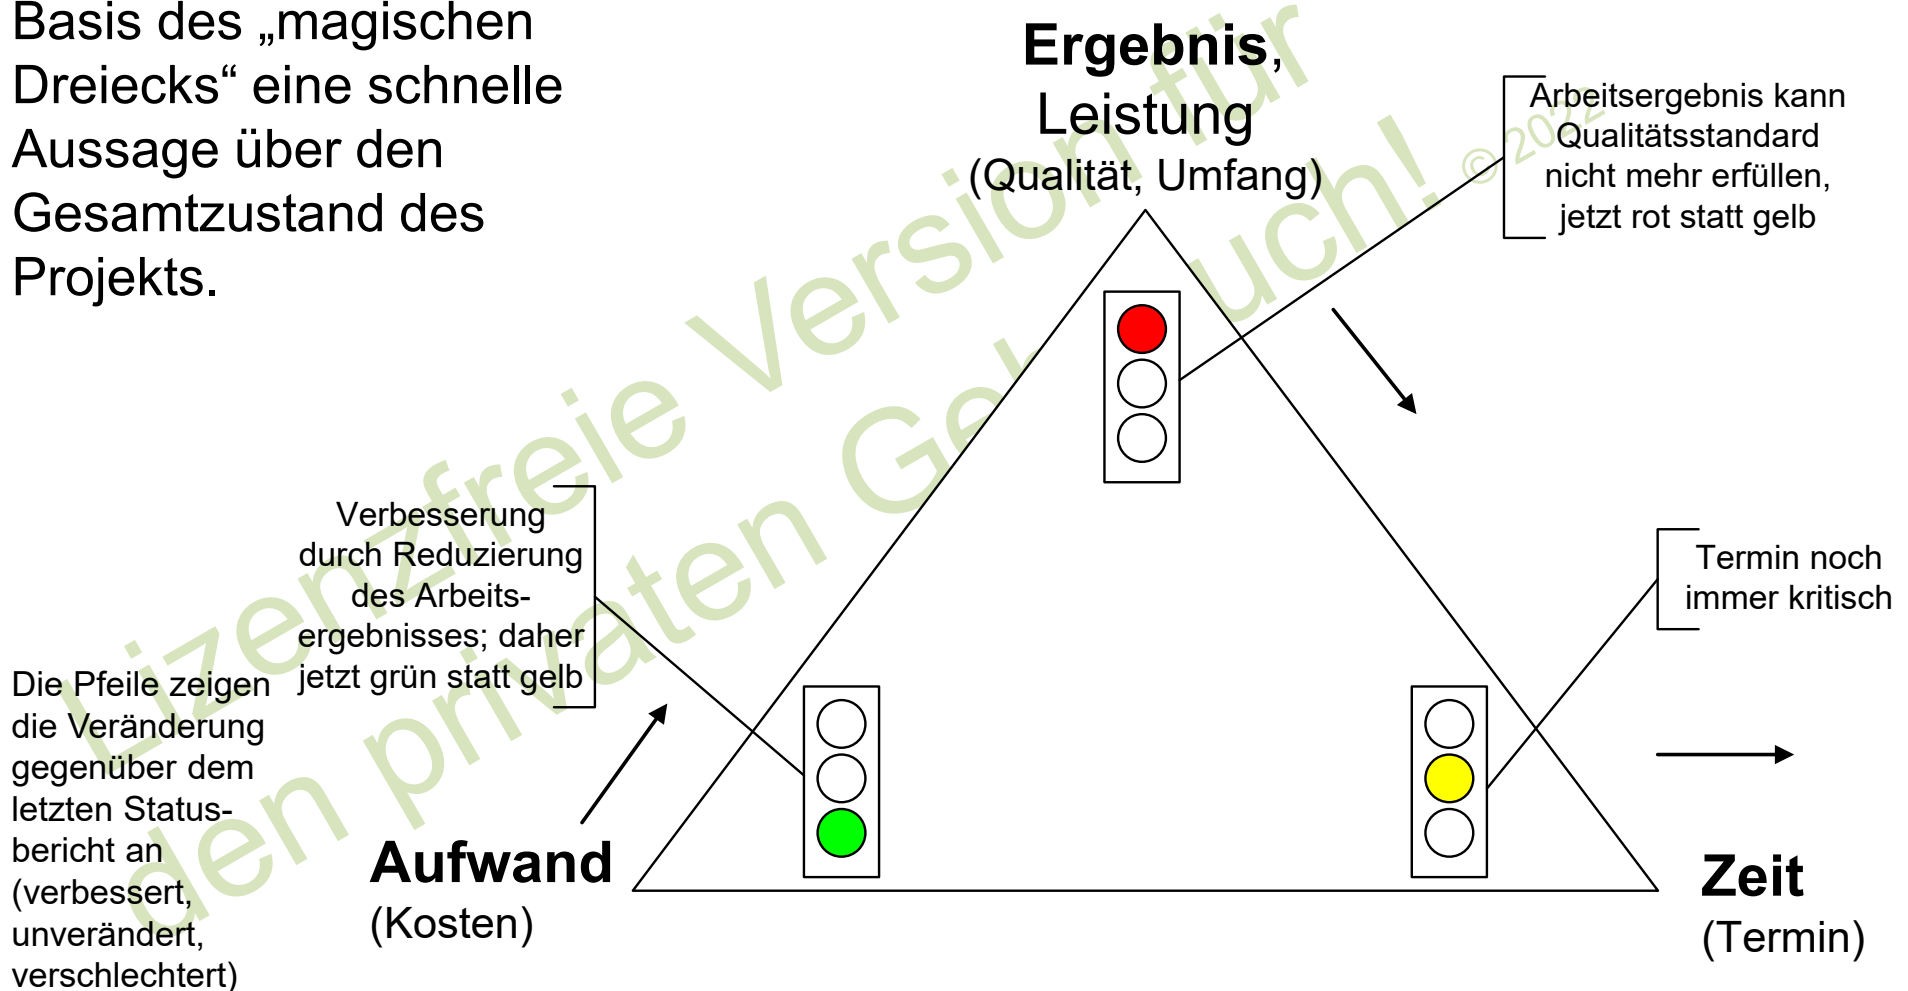 Basis des „magischen
Dreiecks“ eine schnelle
Aussage über den
Gesamtzustand des
Projekts.
Ergebnis,
Leistung
(Qualität, Umfang)
Arbeitsergebnis kann
Qualitätsstandard
nicht mehr erfüllen,
jetzt rot statt gelb
Verbesserung
durch Reduzierung
des Arbeits-
ergebnisses; daher
jetzt grün statt gelb
Termin noch
immer kritisch
Die Pfeile zeigen
die Veränderung
gegenüber dem
letzten Status-
bericht an
(verbessert,
unverändert,
verschlechtert)
Aufwand
(Kosten)
Zeit
(Termin)
Lizenzfreie Version für
den privaten
© 2022